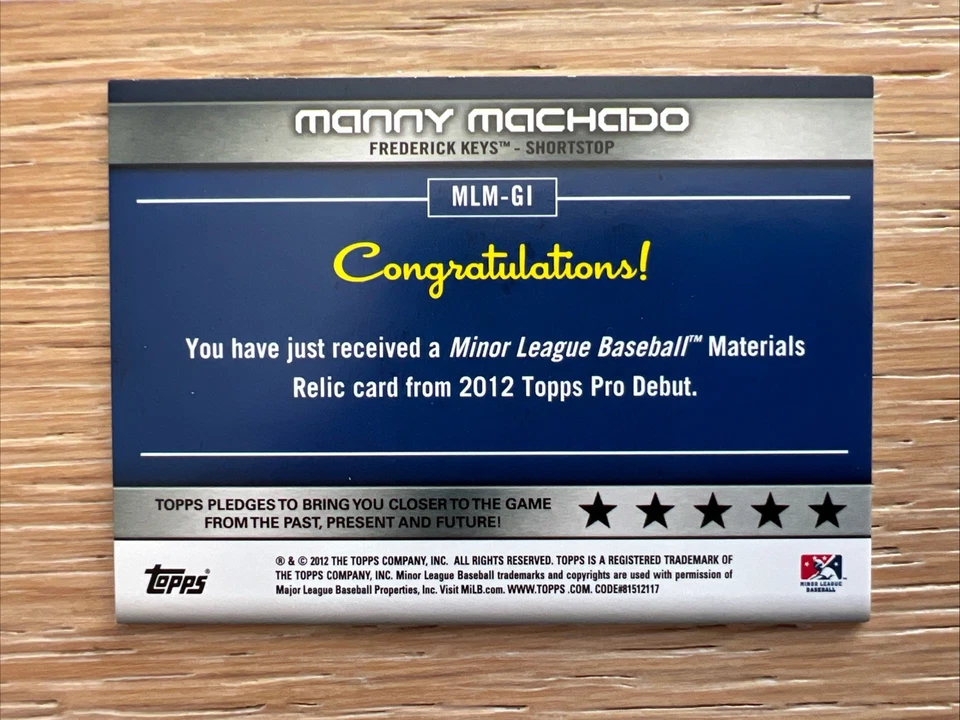 MANNY MACHADO
FREDERICK KEYS™ - SHORTSTOP
MLM-GI
Congratulations!
You have just received a Minor League Baseball™ Materials
Relic card from 2012 Topps Pro Debut.
TOPPS PLEDGES TO BRING YOU CLOSER TO THE GAME
FROM THE PAST, PRESENT AND FUTURE!
® & © 2012 THE TOPPS COMPANY, INC. ALL RIGHTS RESERVED. TOPPS IS A REGISTERED TRADEMARK OF
THE TOPPS COMPANY, INC. Minor League Baseball trademarks and copyrights are used with permission of
Major League Baseball Properties, Inc. Visit MiLB.com. WWW.TOPPS .COM. CODE#81512117
Topps®
MINOR LEAGUE™
BASEBALL